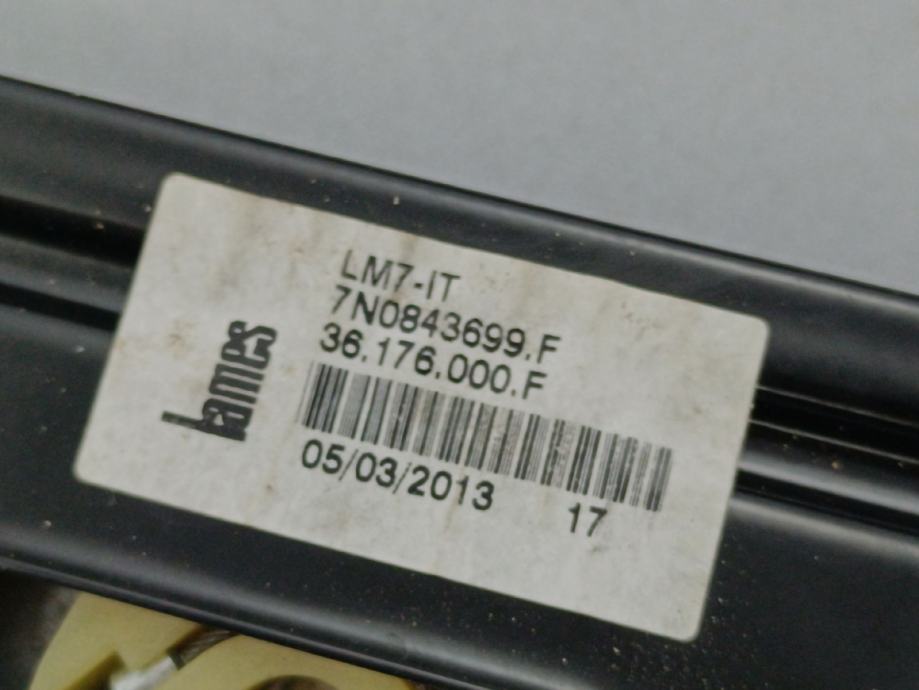 LM7-IT
7N0843699.F
36.176.000.F
lames
05/03/2013 17